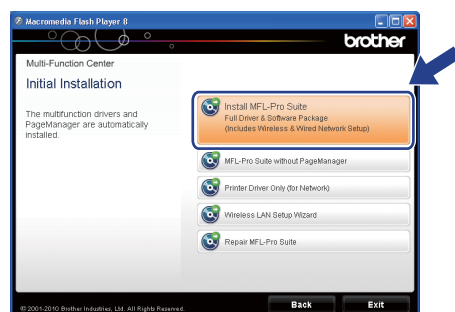 Macromedia Flash Player 8
brother
Multi-Function Center
Initial Installation
The multifunction drivers and
PageManager are automatically
installed.
Install MFL-Pro Suite
Full Driver & Software Package
(Includes Wireless & Wired Network Setup)
MFL-Pro Suite without PageManager
Printer Driver Only (for Network)
Wireless LAN Setup Wizard
Repair MFL-Pro Suite
© 2001-2010 Brother Industries, Ltd. All Rights Reserved.
Back
Exit